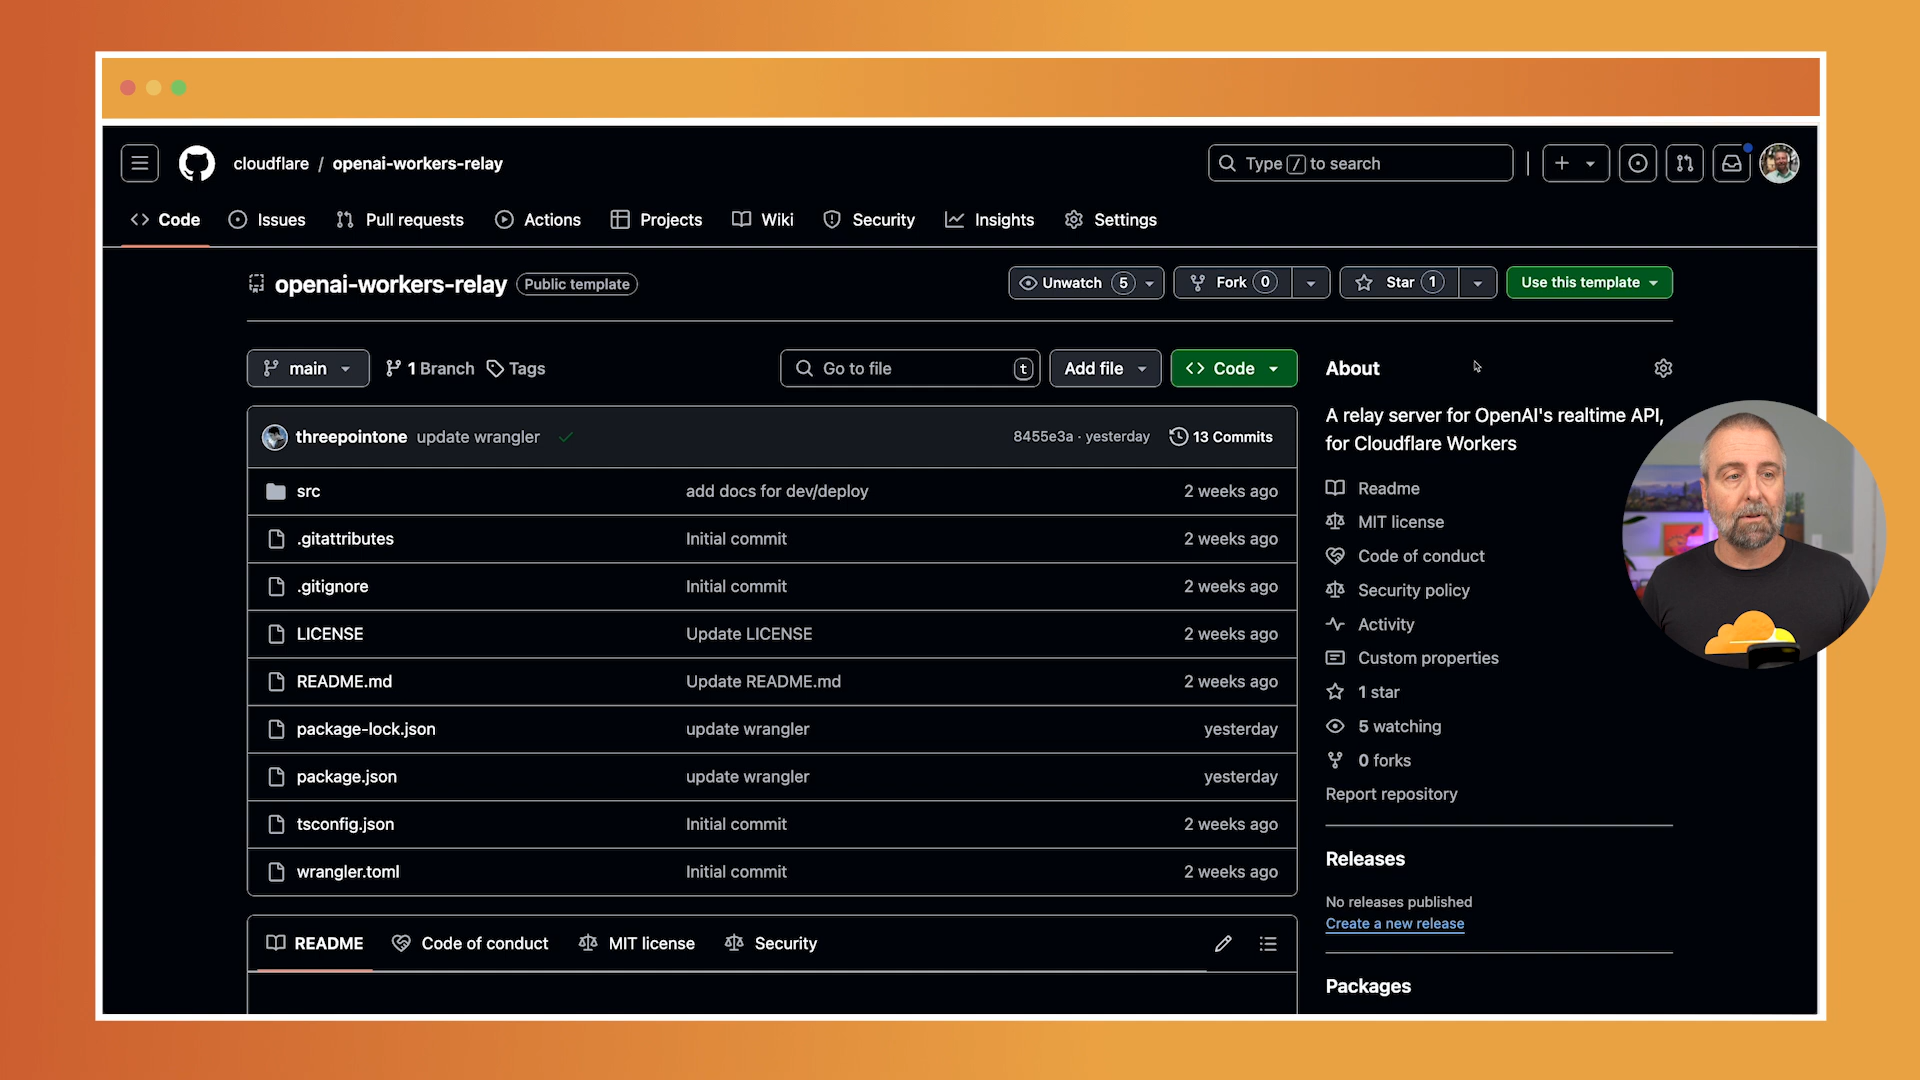 cloudflare / openai-workers-relay
Type / to search
Code Issues Pull requests Actions Projects Wiki Security Insights Settings
openai-workers-relay Public template
Unwatch 5 Fork 0 Star 1 Use this template
main 1 Branch Tags Go to file t Add file Code
threepointone update wrangler 8455e3a · yesterday 13 Commits
src add docs for dev/deploy 2 weeks ago
.gitattributes Initial commit 2 weeks ago
.gitignore Initial commit 2 weeks ago
LICENSE Update LICENSE 2 weeks ago
README.md Update README.md 2 weeks ago
package-lock.json update wrangler yesterday
package.json update wrangler yesterday
tsconfig.json Initial commit 2 weeks ago
wrangler.toml Initial commit 2 weeks ago
README Code of conduct MIT license Security
About
A relay server for OpenAI's realtime API,
for Cloudflare Workers
Readme
MIT license
Code of conduct
Security policy
Activity
Custom properties
1 star
5 watching
0 forks
Report repository
Releases
No releases published
Create a new release
Packages